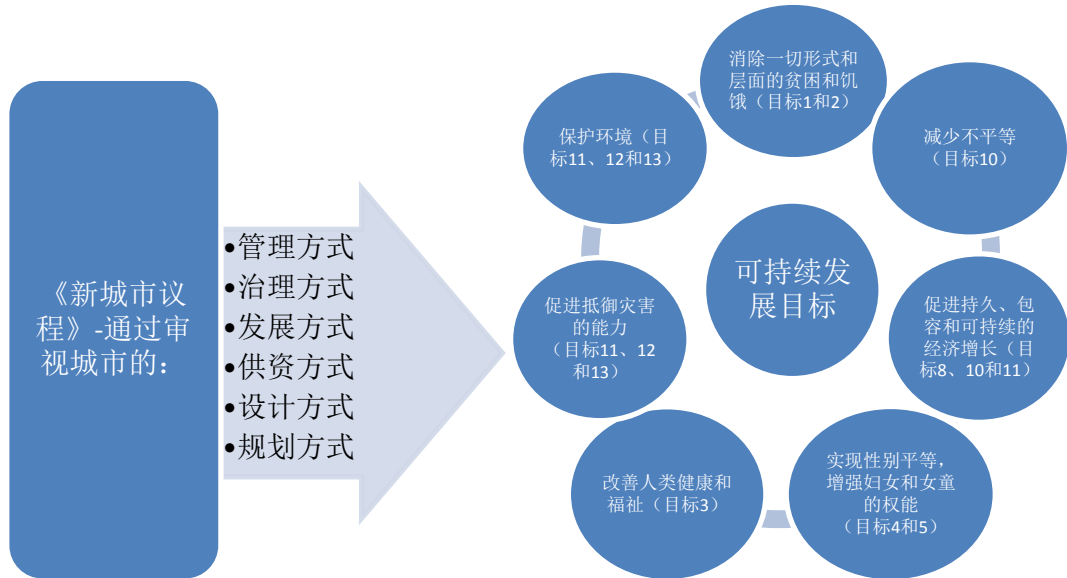 《新城市议
程》-通过审
视城市的：
•管理方式
•治理方式
•发展方式
•供资方式
•设计方式
•规划方式
消除一切形式和
层面的贫困和饥
饿（目标1和2）
减少不平等
（目标10）
促进持久、包
容和可持续的
经济增长（目
标8、10和11）
实现性别平等，
增强妇女和女童
的权能
（目标4和5）
改善人类健康和
福祉（目标3）
促进抵御灾害
的能力
（目标11、12
和13）
保护环境（目
标11、12和13）
可持续发
展目标